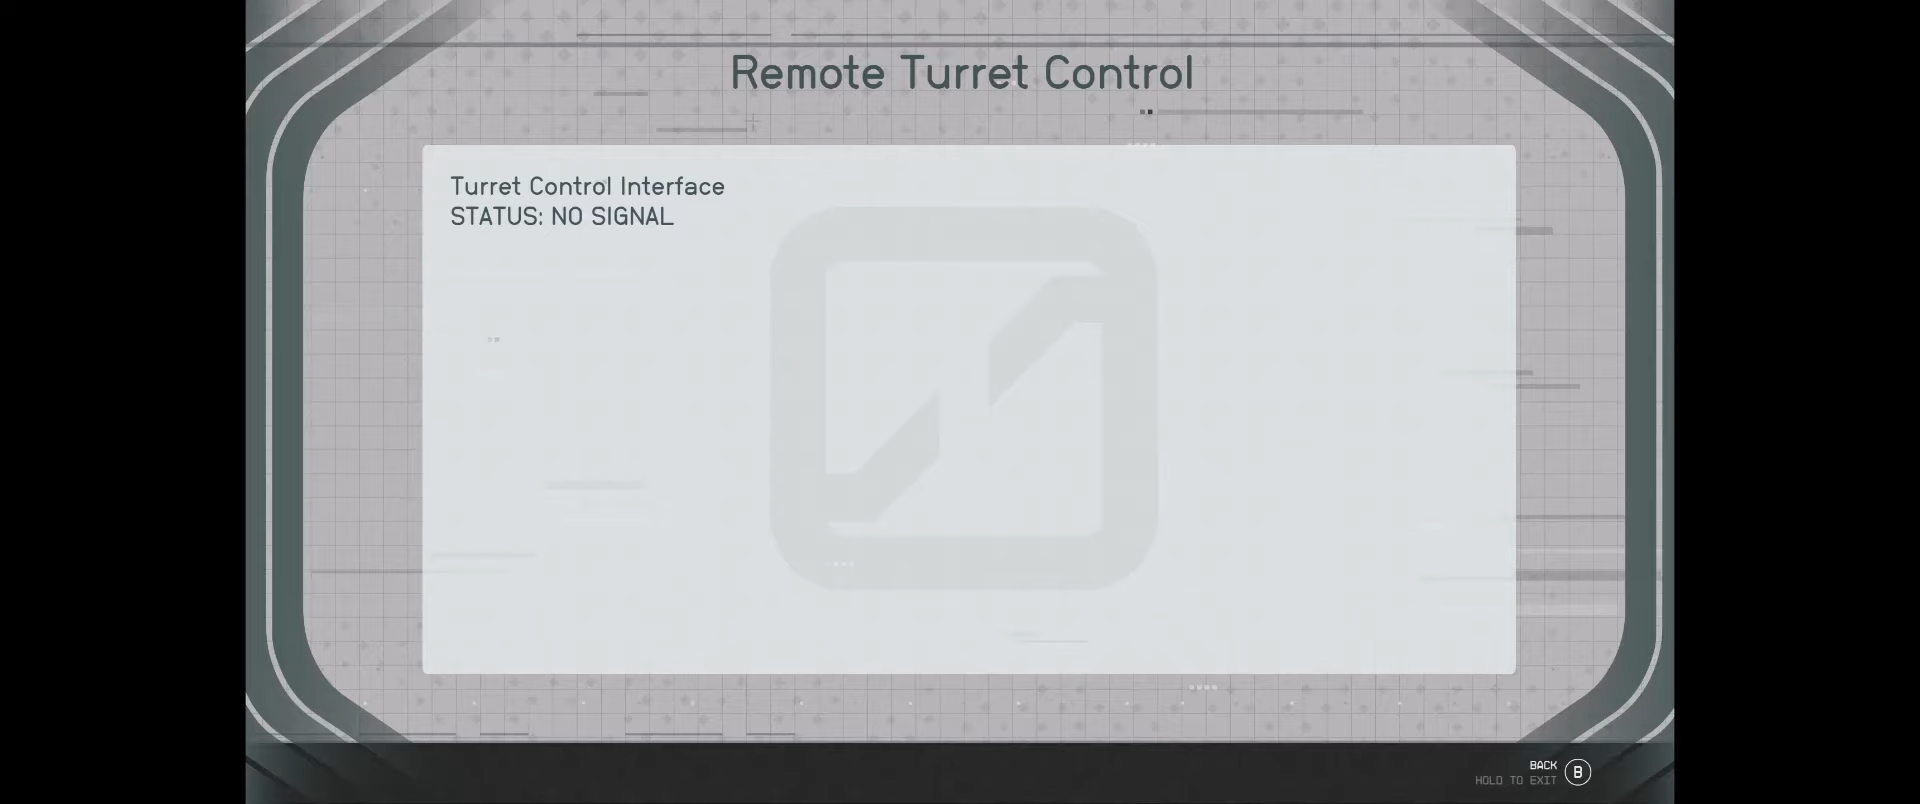 Remote Turret Control
Turret Control Interface
STATUS: NO SIGNAL
BACK
HOLD TO EXIT
B